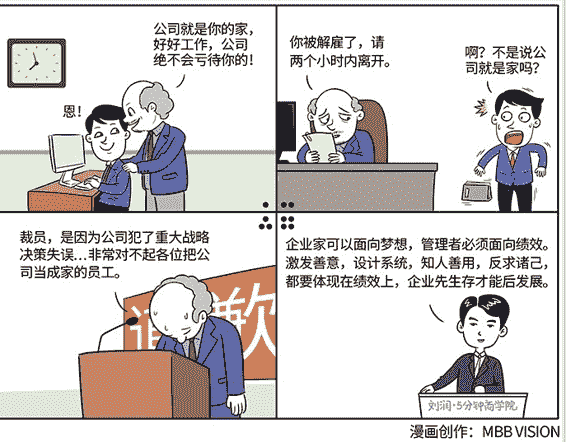 公司就是你的家，
好好工作，公司
绝不会亏待你的！
恩！
你被解雇了，请
两个小时内离开。
啊？不是说公
司就是家吗？
裁员，是因为公司犯了重大战略
决策失误...非常对不起各位把公
司当成家的员工。
歉
企业家可以面向梦想，管理者必须面向绩效。
激发善意，设计系统，知人善用，反求诸己，
都要体现在绩效上，企业先生存才能后发展。
刘润·5分钟商学院
漫画创作：MBB VISION